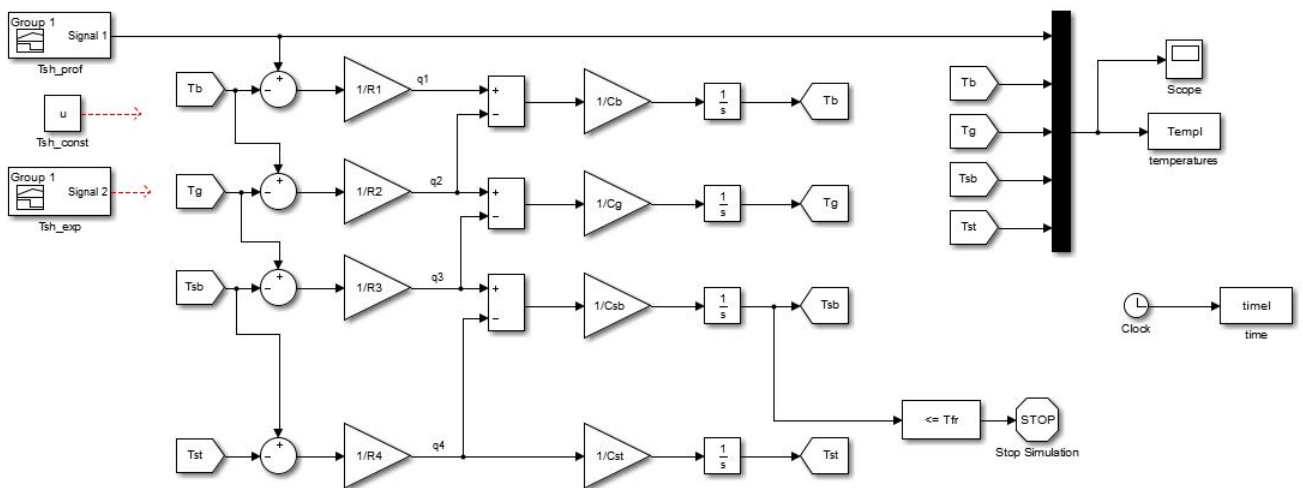 Group 1
Signal 1
Tsh_prof
u
Tsh_const
Group 1
Signal 2
Tsh_exp
Tb
- +
1/R1
q1
+
-
1/Cb
1
s
Tb
Tg
- +
1/R2
q2
+
-
1/Cg
1
s
Tg
Tsb
- +
1/R3
q3
+
-
1/Csb
1
s
Tsb
Tst
- +
1/R4
q4
1/Cst
1
s
Tst
<= Tfr
STOP
Stop Simulation
Tb
Tg
Tsb
Tst
Scope
TempI
temperatures
Clock
timeI
time